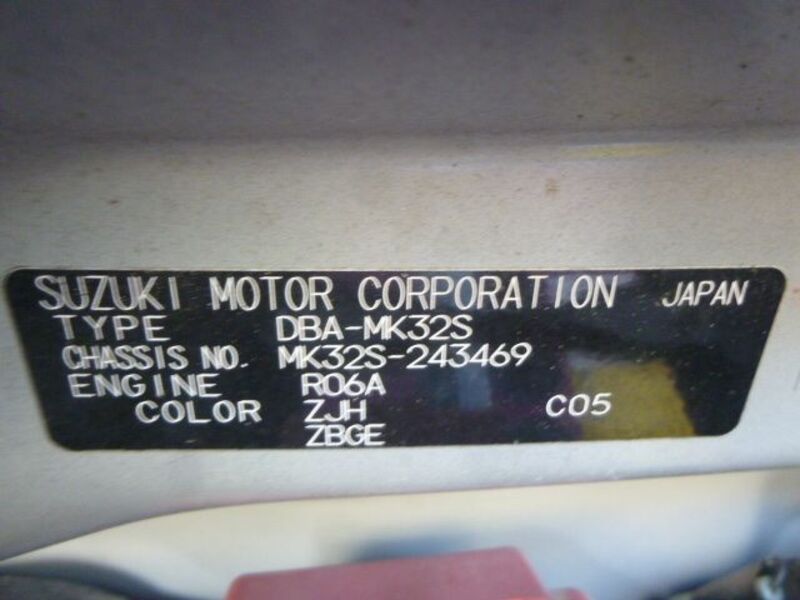 SUZUKI MOTOR CORPORATION JAPAN
TYPE DBA-MK32S
CHASSIS NO. MK32S-243469
ENGINE R06A
COLOR ZJH C05
ZBGE